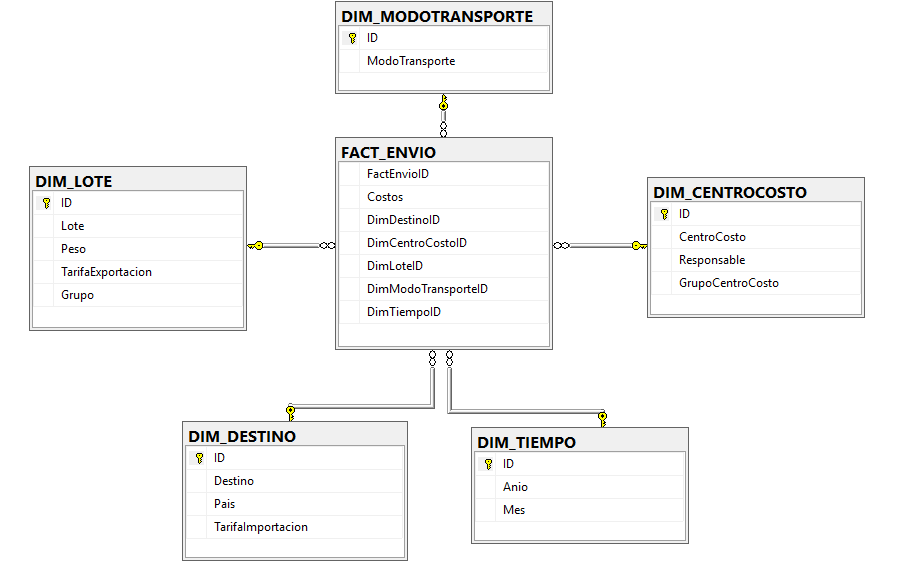 DIM_MODOTRANSPORTE
ID
ModoTransporte
FACT_ENVIO
FactEnvioID
Costos
DimDestinoID
DimCentroCostoID
DimLoteID
DimModoTransporteID
DimTiempoID
DIM_LOTE
ID
Lote
Peso
TarifaExportacion
Grupo
DIM_CENTROCOSTO
ID
CentroCosto
Responsable
GrupoCentroCosto
DIM_DESTINO
ID
Destino
Pais
TarifaImportacion
DIM_TIEMPO
ID
Anio
Mes